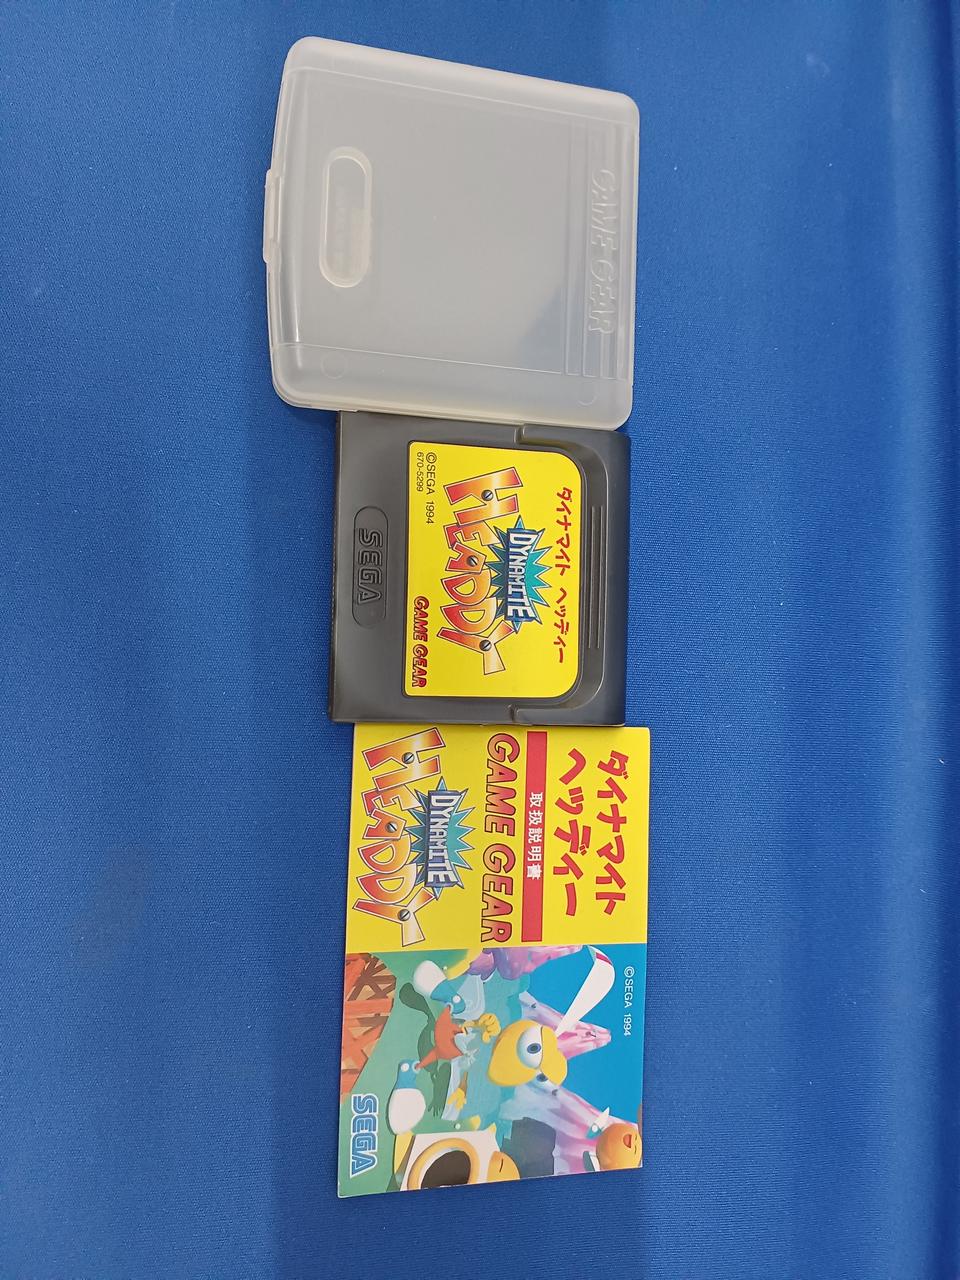 GAME GEAR
ダイナマイト ヘッディー
DYNAMITE
HEADDY
©SEGA 1994
670-5299
GAME GEAR
SEGA
ダイナマイト
ヘッディー
取扱説明書
GAME GEAR
DYNAMITE
HEADDY
©SEGA 1994
SEGA